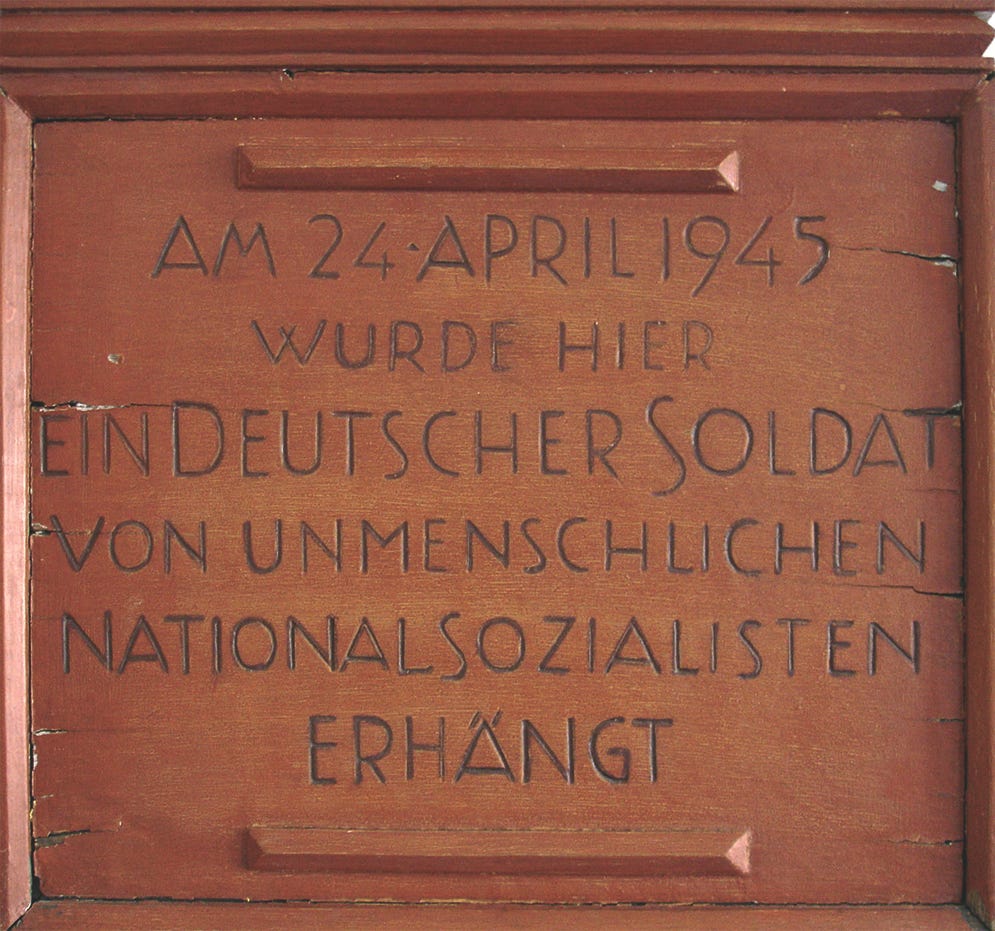 AM 24·APRIL 1945
WURDE HIER
EIN DEUTSCHER SOLDAT
VON UNMENSCHLICHEN
NATIONALSOZIALISTEN
ERHÄNGT